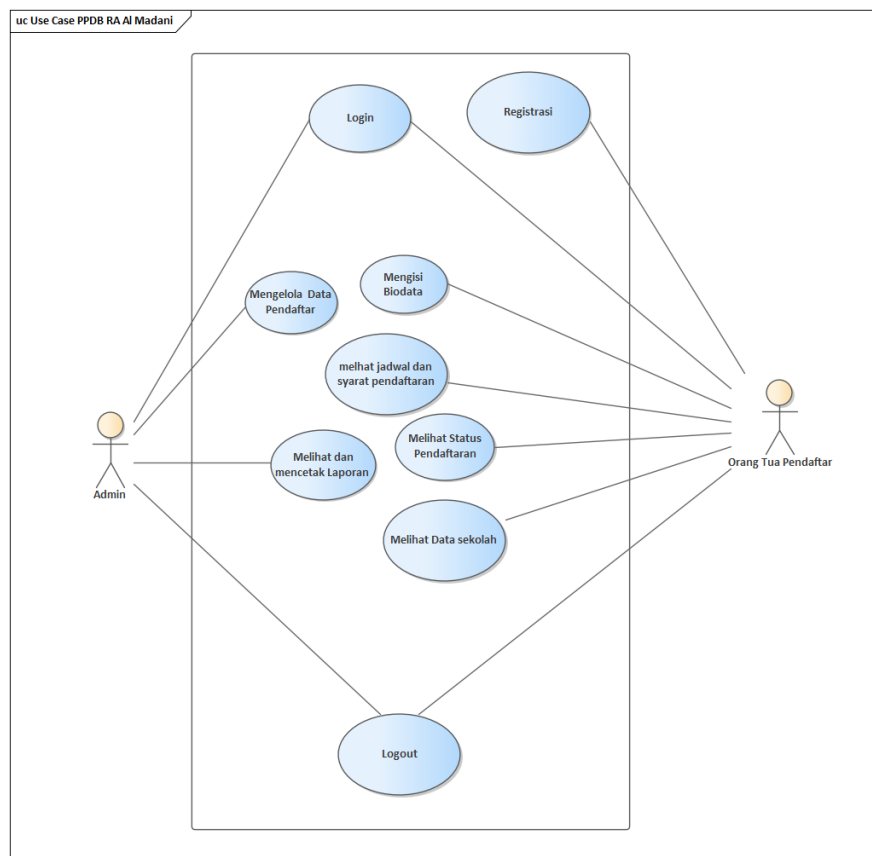 uc Use Case PPDB RA Al Madani
Login
Registrasi
Mengisi
Biodata
Mengelola Data
Pendaftar
melhat jadwal dan
syarat pendaftaran
Melihat Status
Pendaftaran
Melihat dan
mencetak Laporan
Orang Tua Pendaftar
Admin
Melihat Data sekolah
Logout